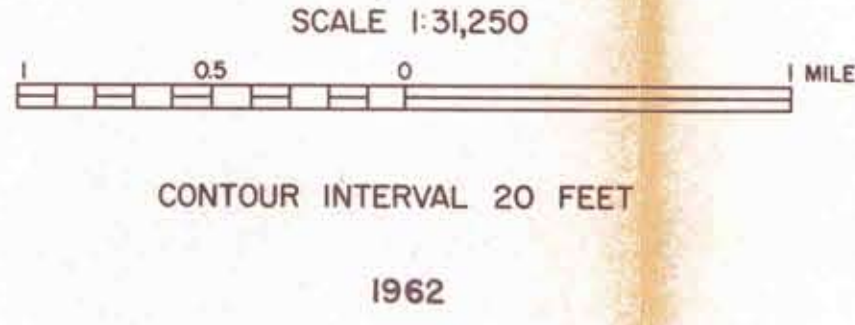 SCALE 1:31,250
1 0.5 0 1 MILE
CONTOUR INTERVAL 20 FEET
1962